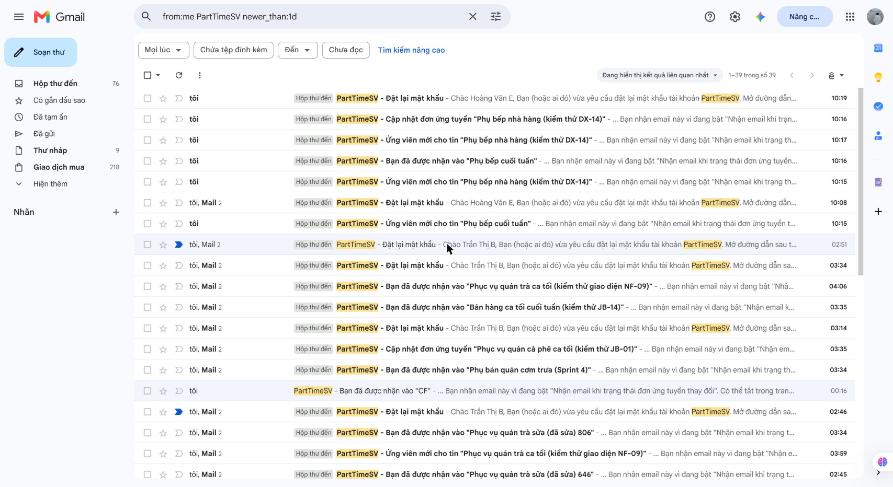 Gmail
from:me PartTimeSV newer_than:1d
Nâng c...
Soạn thư
Hộp thư đến 76
Có gắn dấu sao
Đã tạm ẩn
Đã gửi
Thư nháp 9
Giao dịch mua 218
Hiện thêm
Nhãn
Mọi lúc Chứa tệp đính kèm Đến Chưa đọc Tìm kiếm nâng cao
Đang hiển thị kết quả liên quan nhất 1–39 trong số 39
tôi Hộp thư đến PartTimeSV - Đặt lại mật khẩu - Chào Hoàng Văn E, Bạn (hoặc ai đó) vừa yêu cầu đặt lại mật khẩu tài khoản PartTimeSV. Mở đường dẫn... 10:19
tôi Hộp thư đến PartTimeSV - Cập nhật đơn ứng tuyển "Phụ bếp nhà hàng (kiểm thử DX-14)" - ... Bạn nhận email này vì đang bật "Nhận email khi trạn... 10:16
tôi Hộp thư đến PartTimeSV - Ứng viên mới cho tin "Phụ bếp nhà hàng (kiểm thử DX-14)" - ... Bạn nhận email này vì đang bật "Nhận email khi trạng thá... 10:17
tôi Hộp thư đến PartTimeSV - Bạn đã được nhận vào "Phụ bếp cuối tuần" - ... Bạn nhận email này vì đang bật "Nhận email khi trạng thái đơn ứng tuyển... 10:16
tôi Hộp thư đến PartTimeSV - Ứng viên mới cho tin "Phụ bếp nhà hàng (kiểm thử DX-14)" - ... Bạn nhận email này vì đang bật "Nhận email khi trạng thá... 10:15
tôi, Mail 2 Hộp thư đến PartTimeSV - Đặt lại mật khẩu - Chào Hoàng Văn E, Bạn (hoặc ai đó) vừa yêu cầu đặt lại mật khẩu tài khoản PartTimeSV. Mở đường dẫn... 10:08
tôi Hộp thư đến PartTimeSV - Ứng viên mới cho tin "Phụ bếp cuối tuần" - ... Bạn nhận email này vì đang bật "Nhận email khi trạng thái đơn ứng tuyển t... 10:15
tôi, Mail 2 Hộp thư đến PartTimeSV - Đặt lại mật khẩu - Chào Trần Thị B, Bạn (hoặc ai đó) vừa yêu cầu đặt lại mật khẩu tài khoản PartTimeSV. Mở đường dẫn sau t... 02:51
tôi, Mail 2 Hộp thư đến PartTimeSV - Đặt lại mật khẩu - Chào Trần Thị B, Bạn (hoặc ai đó) vừa yêu cầu đặt lại mật khẩu tài khoản PartTimeSV. Mở đường dẫn s... 03:34
tôi, Mail 2 Hộp thư đến PartTimeSV - Bạn đã được nhận vào "Phục vụ quán trà ca tối (kiểm thử giao diện NF-09)" - ... Bạn nhận email này vì đang bật "Nhậ... 04:06
tôi, Mail 2 Hộp thư đến PartTimeSV - Bạn đã được nhận vào "Bán hàng ca tối cuối tuần (kiểm thử JB-14)" - ... Bạn nhận email này vì đang bật "Nhận email k... 03:35
tôi, Mail 2 Hộp thư đến PartTimeSV - Đặt lại mật khẩu - Chào Trần Thị B, Bạn (hoặc ai đó) vừa yêu cầu đặt lại mật khẩu tài khoản PartTimeSV. Mở đường dẫn s... 03:14
tôi, Mail 2 Hộp thư đến PartTimeSV - Cập nhật đơn ứng tuyển "Phục vụ quán cà phê ca tối (kiểm thử JB-01)" - ... Bạn nhận email này vì đang bật "Nhận em... 03:35
tôi, Mail 2 Hộp thư đến PartTimeSV - Bạn đã được nhận vào "Phụ bán quán cơm trưa (Sprint 4)" - ... Bạn nhận email này vì đang bật "Nhận email khi trạng... 03:34
tôi PartTimeSV - Bạn đã được nhận vào "CF" - ... Bạn nhận email này vì đang bật "Nhận email khi trạng thái đơn ứng tuyển thay đổi". Có thể tắt trong tran... 00:16
tôi, Mail 2 Hộp thư đến PartTimeSV - Đặt lại mật khẩu - Chào Trần Thị B, Bạn (hoặc ai đó) vừa yêu cầu đặt lại mật khẩu tài khoản PartTimeSV. Mở đường dẫn s... 02:46
tôi, Mail 2 Hộp thư đến PartTimeSV - Bạn đã được nhận vào "Phục vụ quán trà sữa (đã sửa) 806" - ... Bạn nhận email này vì đang bật "Nhận email khi trạng t... 03:34
tôi, Mail 2 Hộp thư đến PartTimeSV - Ứng viên mới cho tin "Phục vụ quán trà ca tối (kiểm thử giao diện NF-09)" - ... Bạn nhận email này vì đang bật "Nhận e... 03:59
tôi, Mail 2 Hộp thư đến PartTimeSV - Bạn đã được nhận vào "Phục vụ quán trà sữa (đã sửa) 646" - ... Bạn nhận email này vì đang bật "Nhận email khi trạng t... 02:45